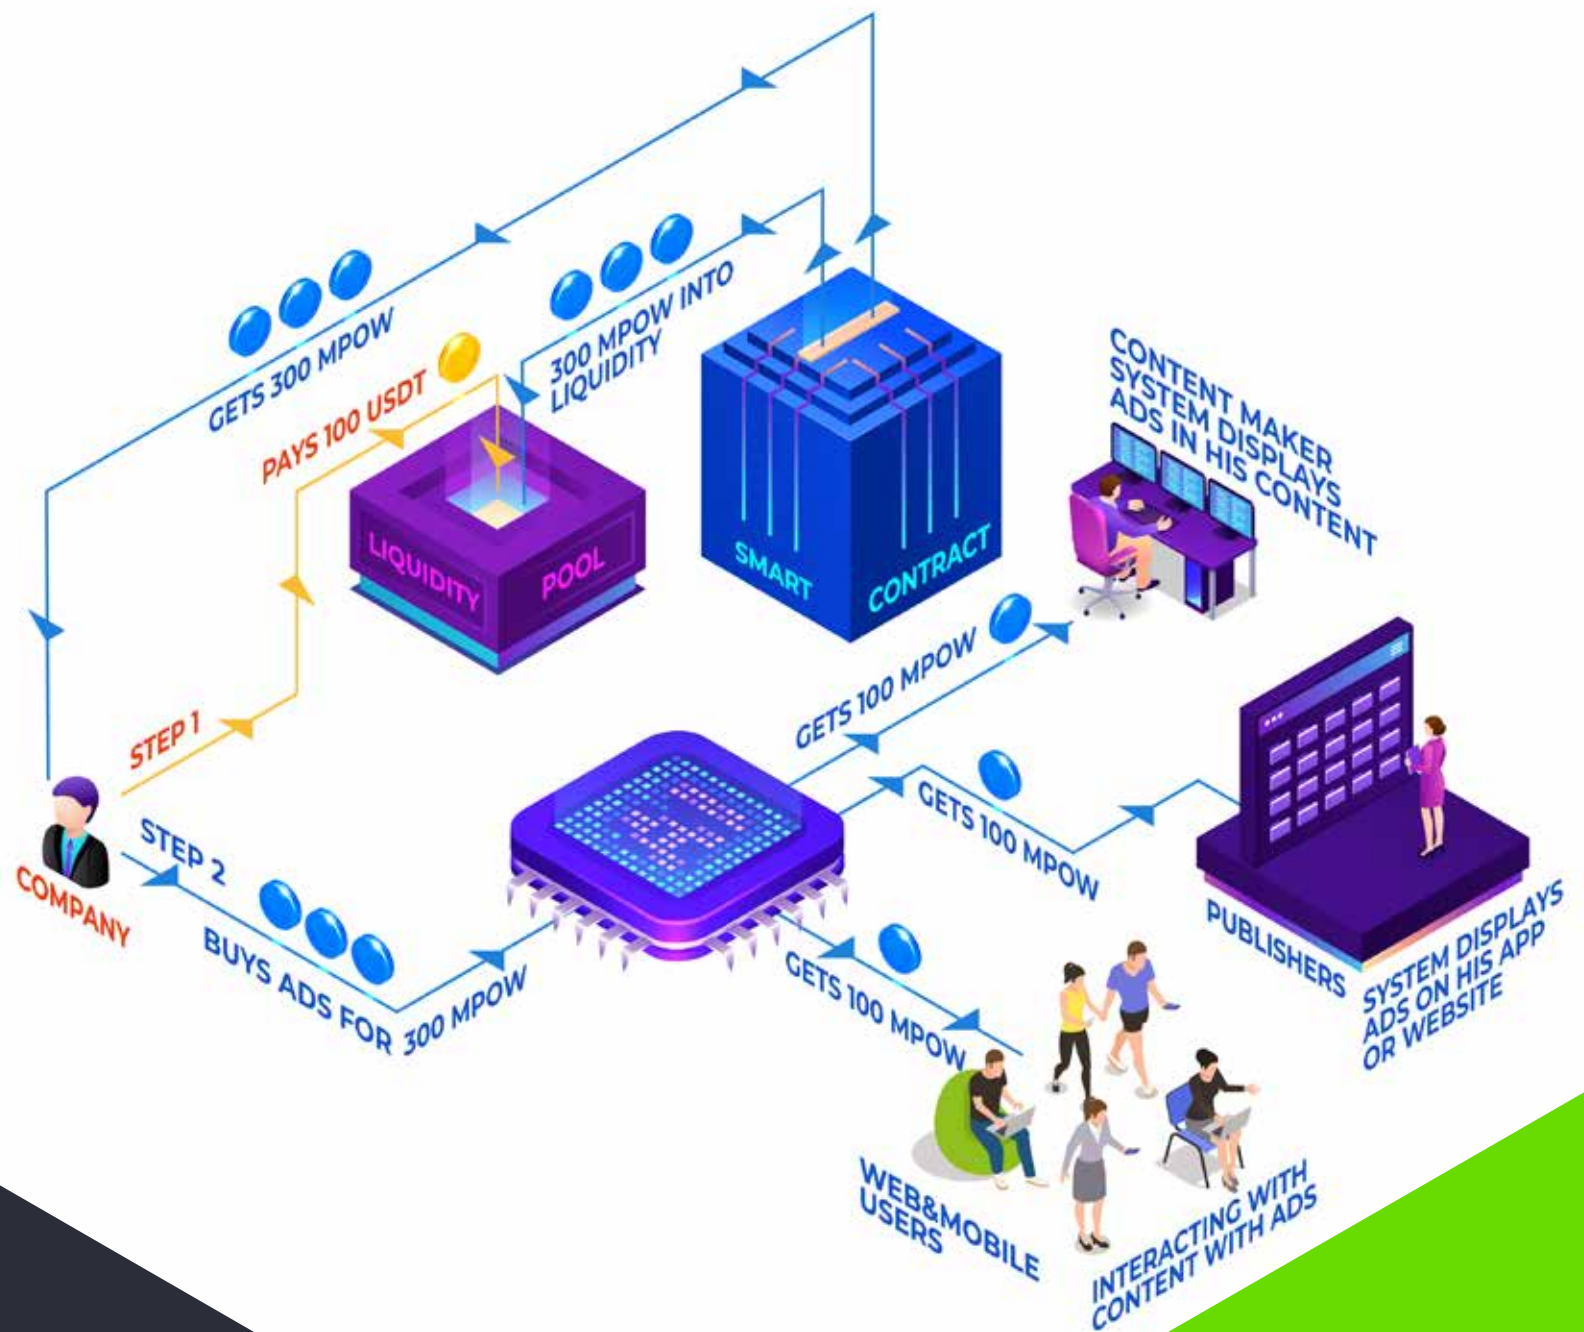 GETS 300 MPOW
PAYS 100 USDT
300 MPOW INTO
LIQUIDITY
LIQUIDITY
POOL
SMART
CONTRACT
CONTENT MAKER
SYSTEM DISPLAYS
ADS IN HIS CONTENT
GETS 100 MPOW
STEP 1
COMPANY
STEP 2
BUYS ADS FOR
300 MPOW
GETS 100 MPOW
PUBLISHERS
SYSTEM DISPLAYS
ADS ON HIS APP
OR WEBSITE
GETS 100 MPOW
WEB&MOBILE
USERS
INTERACTING WITH
CONTENT WITH ADS